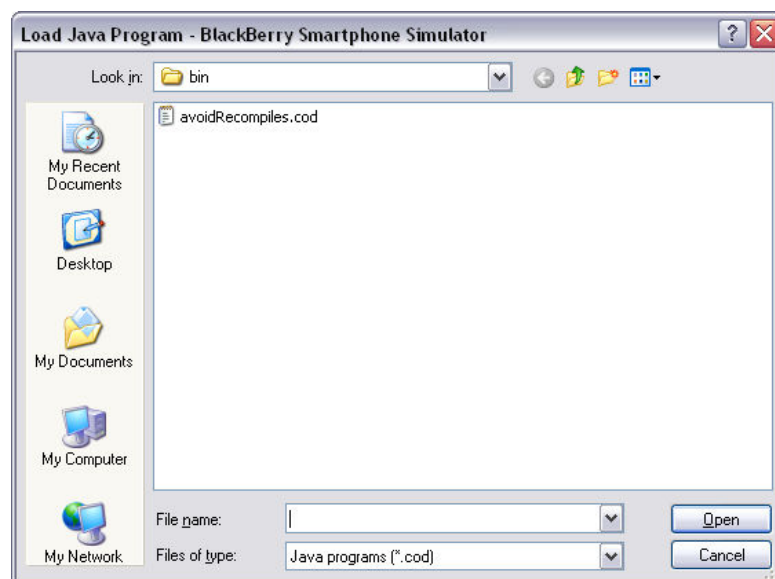 Load Java Program - BlackBerry Smartphone Simulator
Look in: bin
avoidRecompiles.cod
My Recent
Documents
Desktop
My Documents
My Computer
My Network
File name:
Open
Files of type: Java programs (*.cod)
Cancel